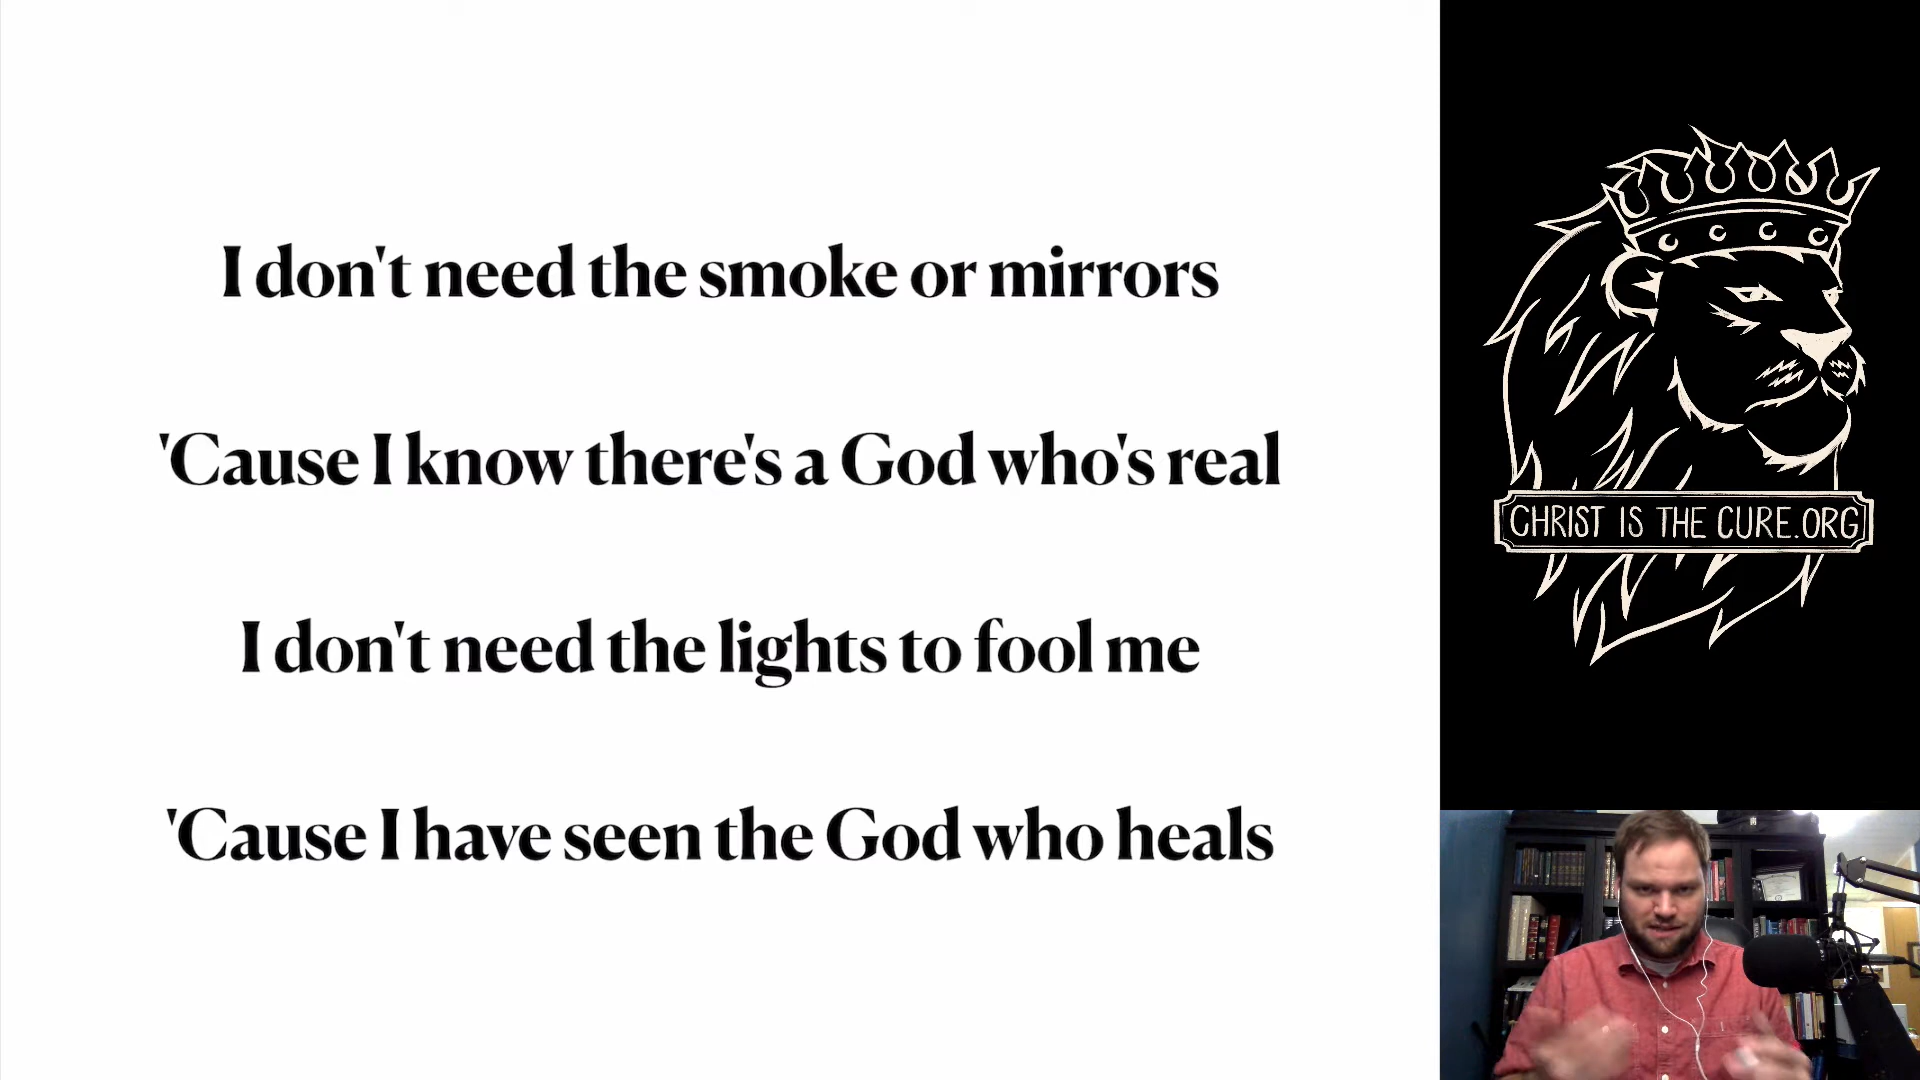 I don't need the smoke or mirrors
'Cause I know there's a God who's real
I don't need the lights to fool me
'Cause I have seen the God who heals
CHRIST IS THE CURE.ORG